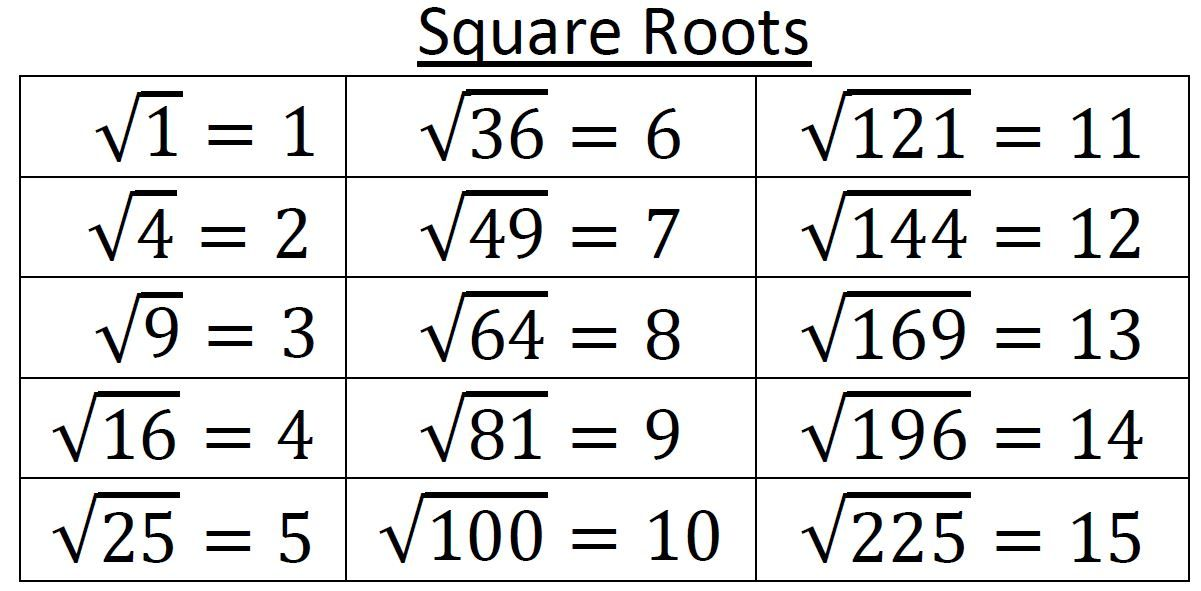 Square Roots
√1 = 1 √36 = 6 √121 = 11
√4 = 2 √49 = 7 √144 = 12
√9 = 3 √64 = 8 √169 = 13
√16 = 4 √81 = 9 √196 = 14
√25 = 5 √100 = 10 √225 = 15